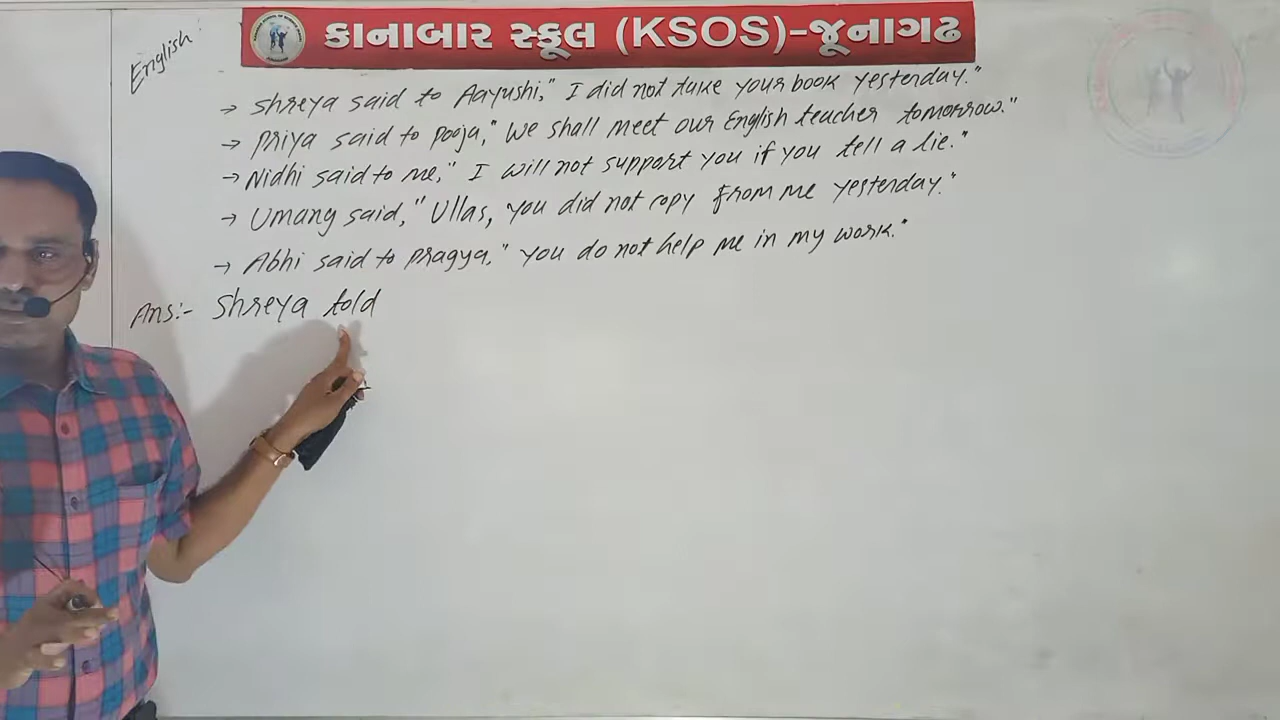 English:
કાનાબાર સ્કૂલ (KSOS)-જૂનાગઢ
→ Shreya said to Aayushi," I did not take your book yesterday."
→ Priya said to Pooja," We shall meet our English teacher tomorrow."
→ Nidhi said to me," I will not support you if you tell a lie."
→ Umang said," Ullas, you did not copy from me yesterday."
→ Abhi said to Pragya," You do not help me in my work."
Ans:- Shreya told